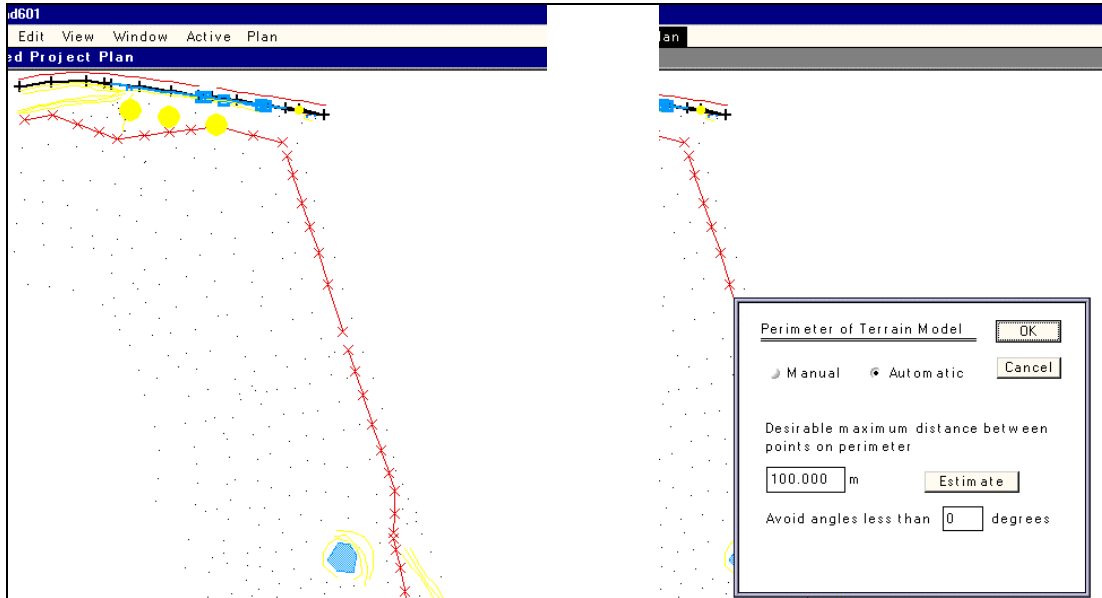 d601
Edit View Window Active Plan
ed Project Plan
lan
Perimeter of Terrain Model
OK
Manual Automatic
Cancel
Desirable maximum distance between
points on perimeter
100.000 m
Estimate
Avoid angles less than 0 degrees